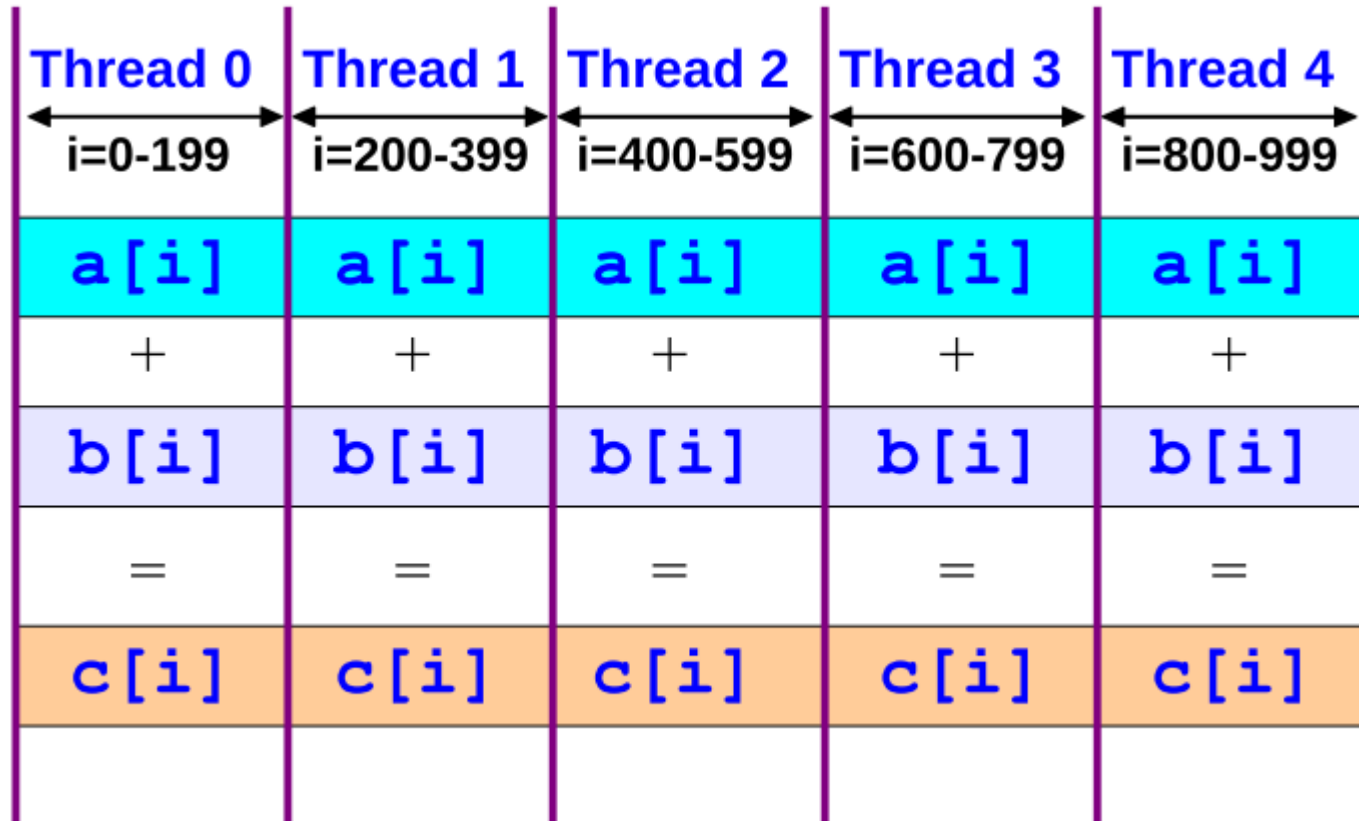 Thread 0 Thread 1 Thread 2 Thread 3 Thread 4
i=0-199 i=200-399 i=400-599 i=600-799 i=800-999
a[i] a[i] a[i] a[i] a[i]
+ + + + +
b[i] b[i] b[i] b[i] b[i]
= = = = =
c[i] c[i] c[i] c[i] c[i]